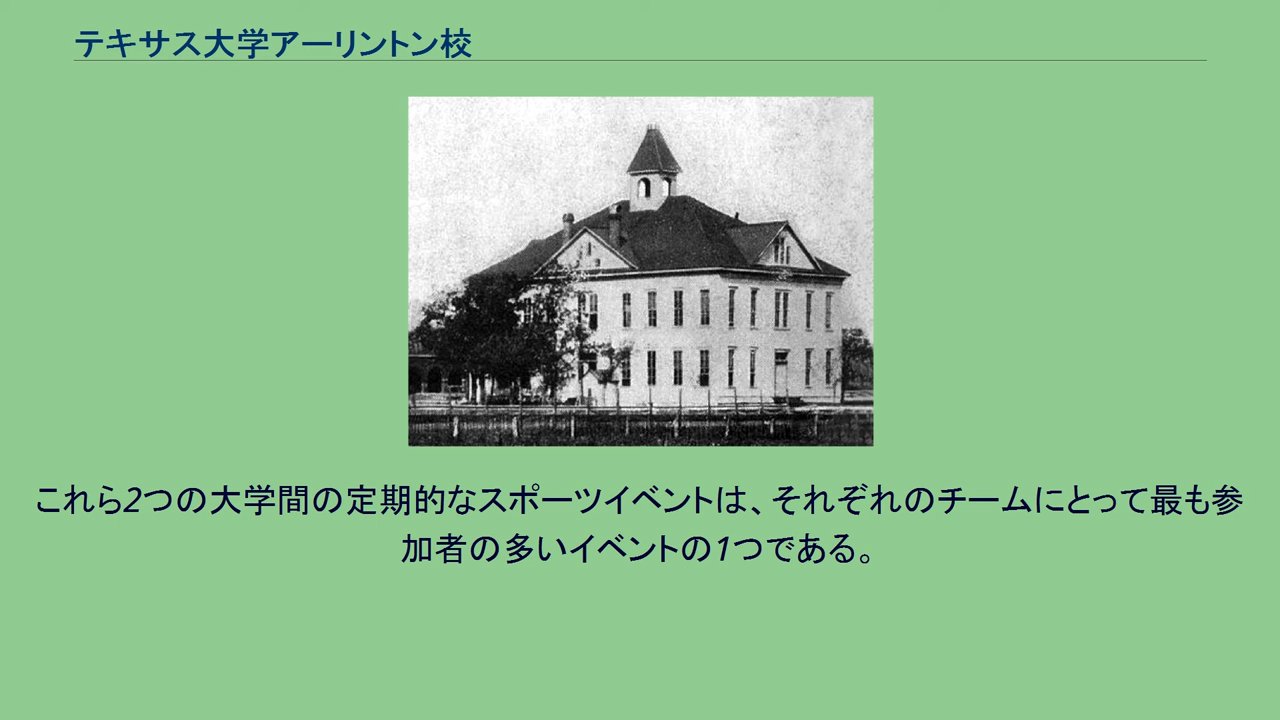 テキサス大学アーリントン校
これら2つの大学間の定期的なスポーツイベントは、それぞれのチームにとって最も参
加者の多いイベントの1つである。